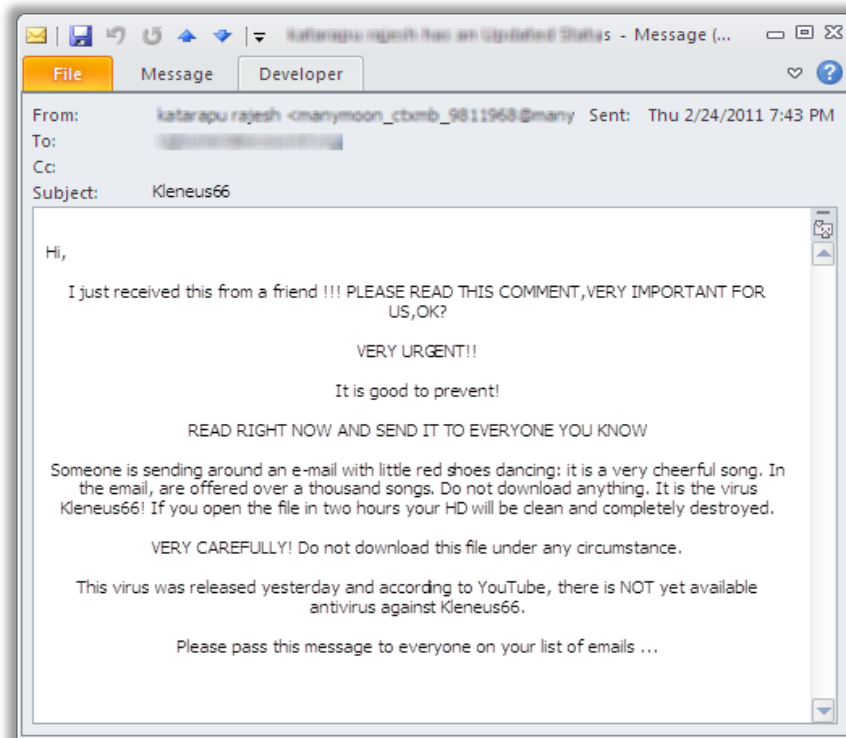 s - Message (...
File
Message
Developer
From: katarapu rajesh <manymoon_ctxmb_9811968@many Sent: Thu 2/24/2011 7:43 PM
To:
Cc:
Subject: Kleneus66
Hi,
I just received this from a friend !!! PLEASE READ THIS COMMENT,VERY IMPORTANT FOR
US,OK?
VERY URGENT!!
It is good to prevent!
READ RIGHT NOW AND SEND IT TO EVERYONE YOU KNOW
Someone is sending around an e-mail with little red shoes dancing: it is a very cheerful song. In
the email, are offered over a thousand songs. Do not download anything. It is the virus
Kleneus66! If you open the file in two hours your HD will be clean and completely destroyed.
VERY CAREFULLY! Do not download this file under any circumstance.
This virus was released yesterday and according to YouTube, there is NOT yet available
antivirus against Kleneus66.
Please pass this message to everyone on your list of emails ...